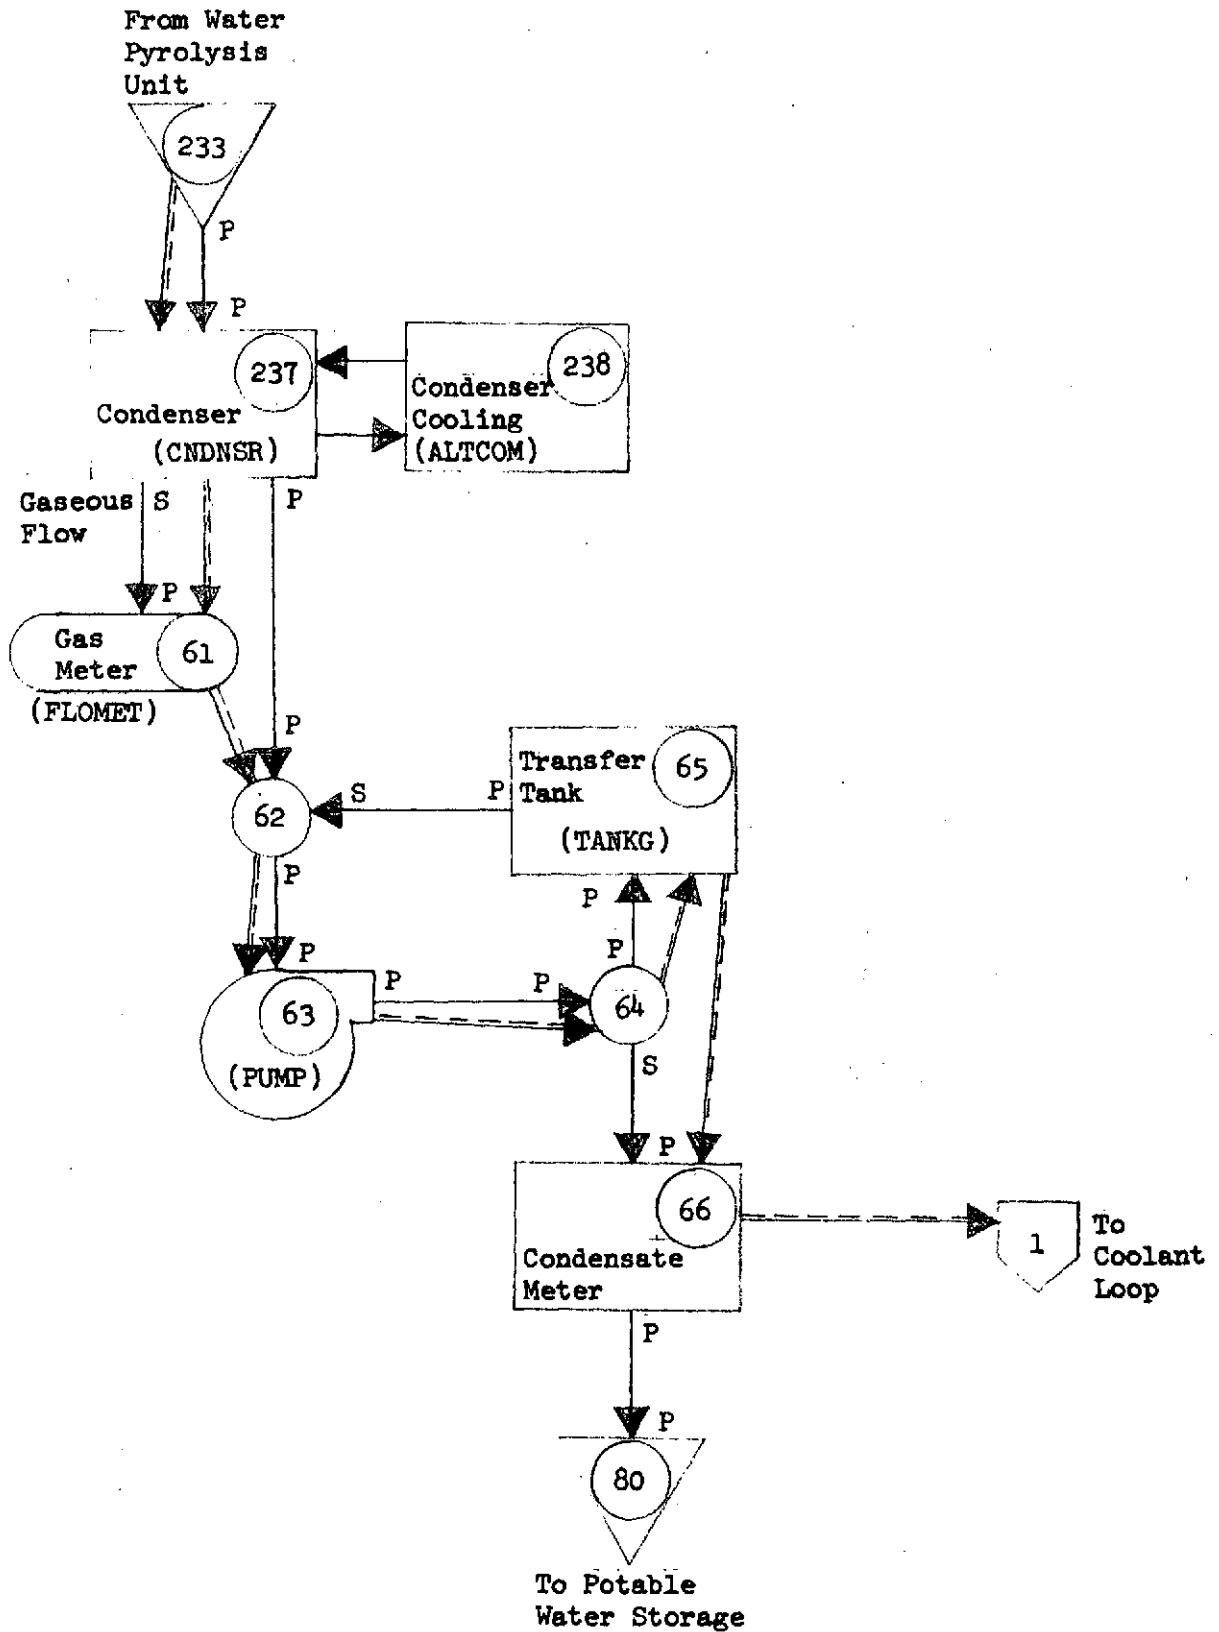 From Water
Pyrolysis
Unit
233
P
P
237
Condenser
(CNDNSR)
238
Condenser
Cooling
(ALTCOM)
Gaseous
Flow
S
P
P
Gas
Meter
61
(FLOMET)
P
62
S
P
Transfer
Tank
65
(TANKG)
P
P
P
P
63
(PUMP)
P
P
64
S
P
66
Condensate
Meter
1
To
Coolant
Loop
P
P
80
To Potable
Water Storage